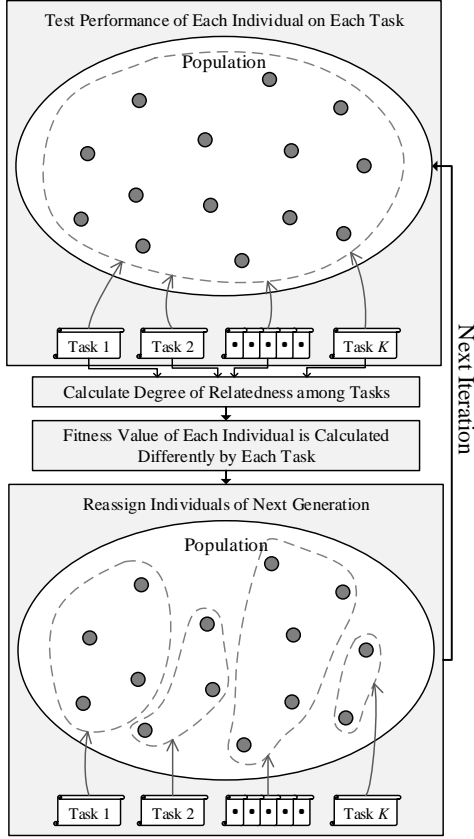 Test Performance of Each Individual on Each Task
Population
Task 1
Task 2
Task K
Calculate Degree of Relatedness among Tasks
Fitness Value of Each Individual is Calculated
Differently by Each Task
Next Iteration
Reassign Individuals of Next Generation
Population
Task 1
Task 2
Task K